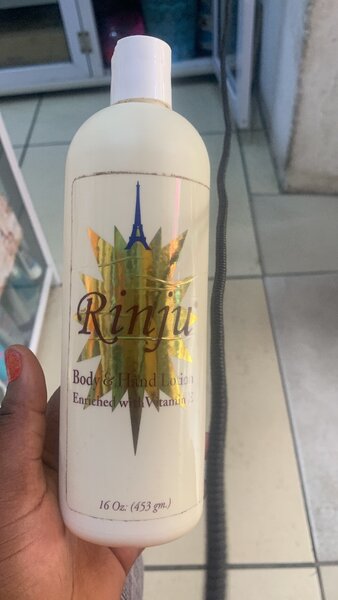 Rinju
Body & Hand Lotion
Enriched with Vitamin
16 Oz. (453 gm.)